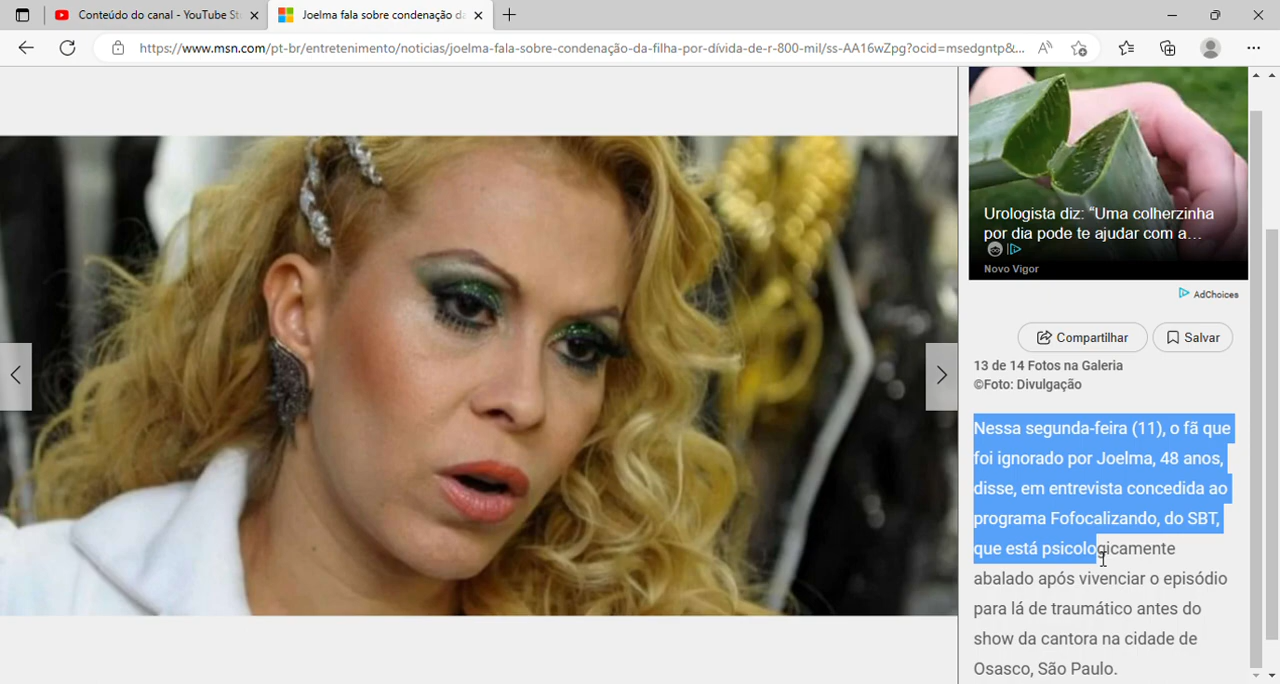 Conteúdo do canal - YouTube St
Joelma fala sobre condenação da
https://www.msn.com/pt-br/entretenimento/noticias/joelma-fala-sobre-condenação-da-filha-por-dívida-de-r-800-mil/ss-AA16wZpg?ocid=msedgntp&...
Urologista diz: “Uma colherzinha
por dia pode te ajudar com a...
Novo Vigor
AdChoices
Compartilhar
Salvar
13 de 14 Fotos na Galeria
©Foto: Divulgação
Nessa segunda-feira (11), o fã que
foi ignorado por Joelma, 48 anos,
disse, em entrevista concedida ao
programa Fofocalizando, do SBT,
que está psicologicamente
abalado após vivenciar o episódio
para lá de traumático antes do
show da cantora na cidade de
Osasco, São Paulo.